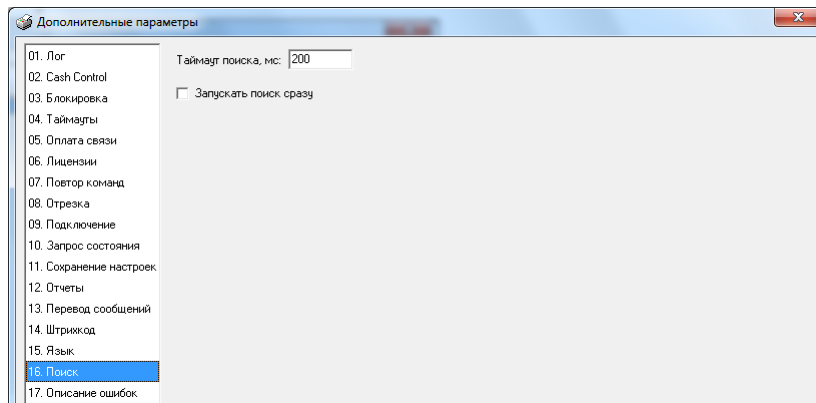 Дополнительные параметры
01. Лог
02. Cash Control
03. Блокировка
04. Таймауты
05. Оплата связи
06. Лицензии
07. Повтор команд
08. Отрезка
09. Подключение
10. Запрос состояния
11. Сохранение настроек
12. Отчеты
13. Перевод сообщений
14. Штрихкод
15. Язык
16. Поиск
17. Описание ошибок
Таймаут поиска, мс: 200
Запускать поиск сразу